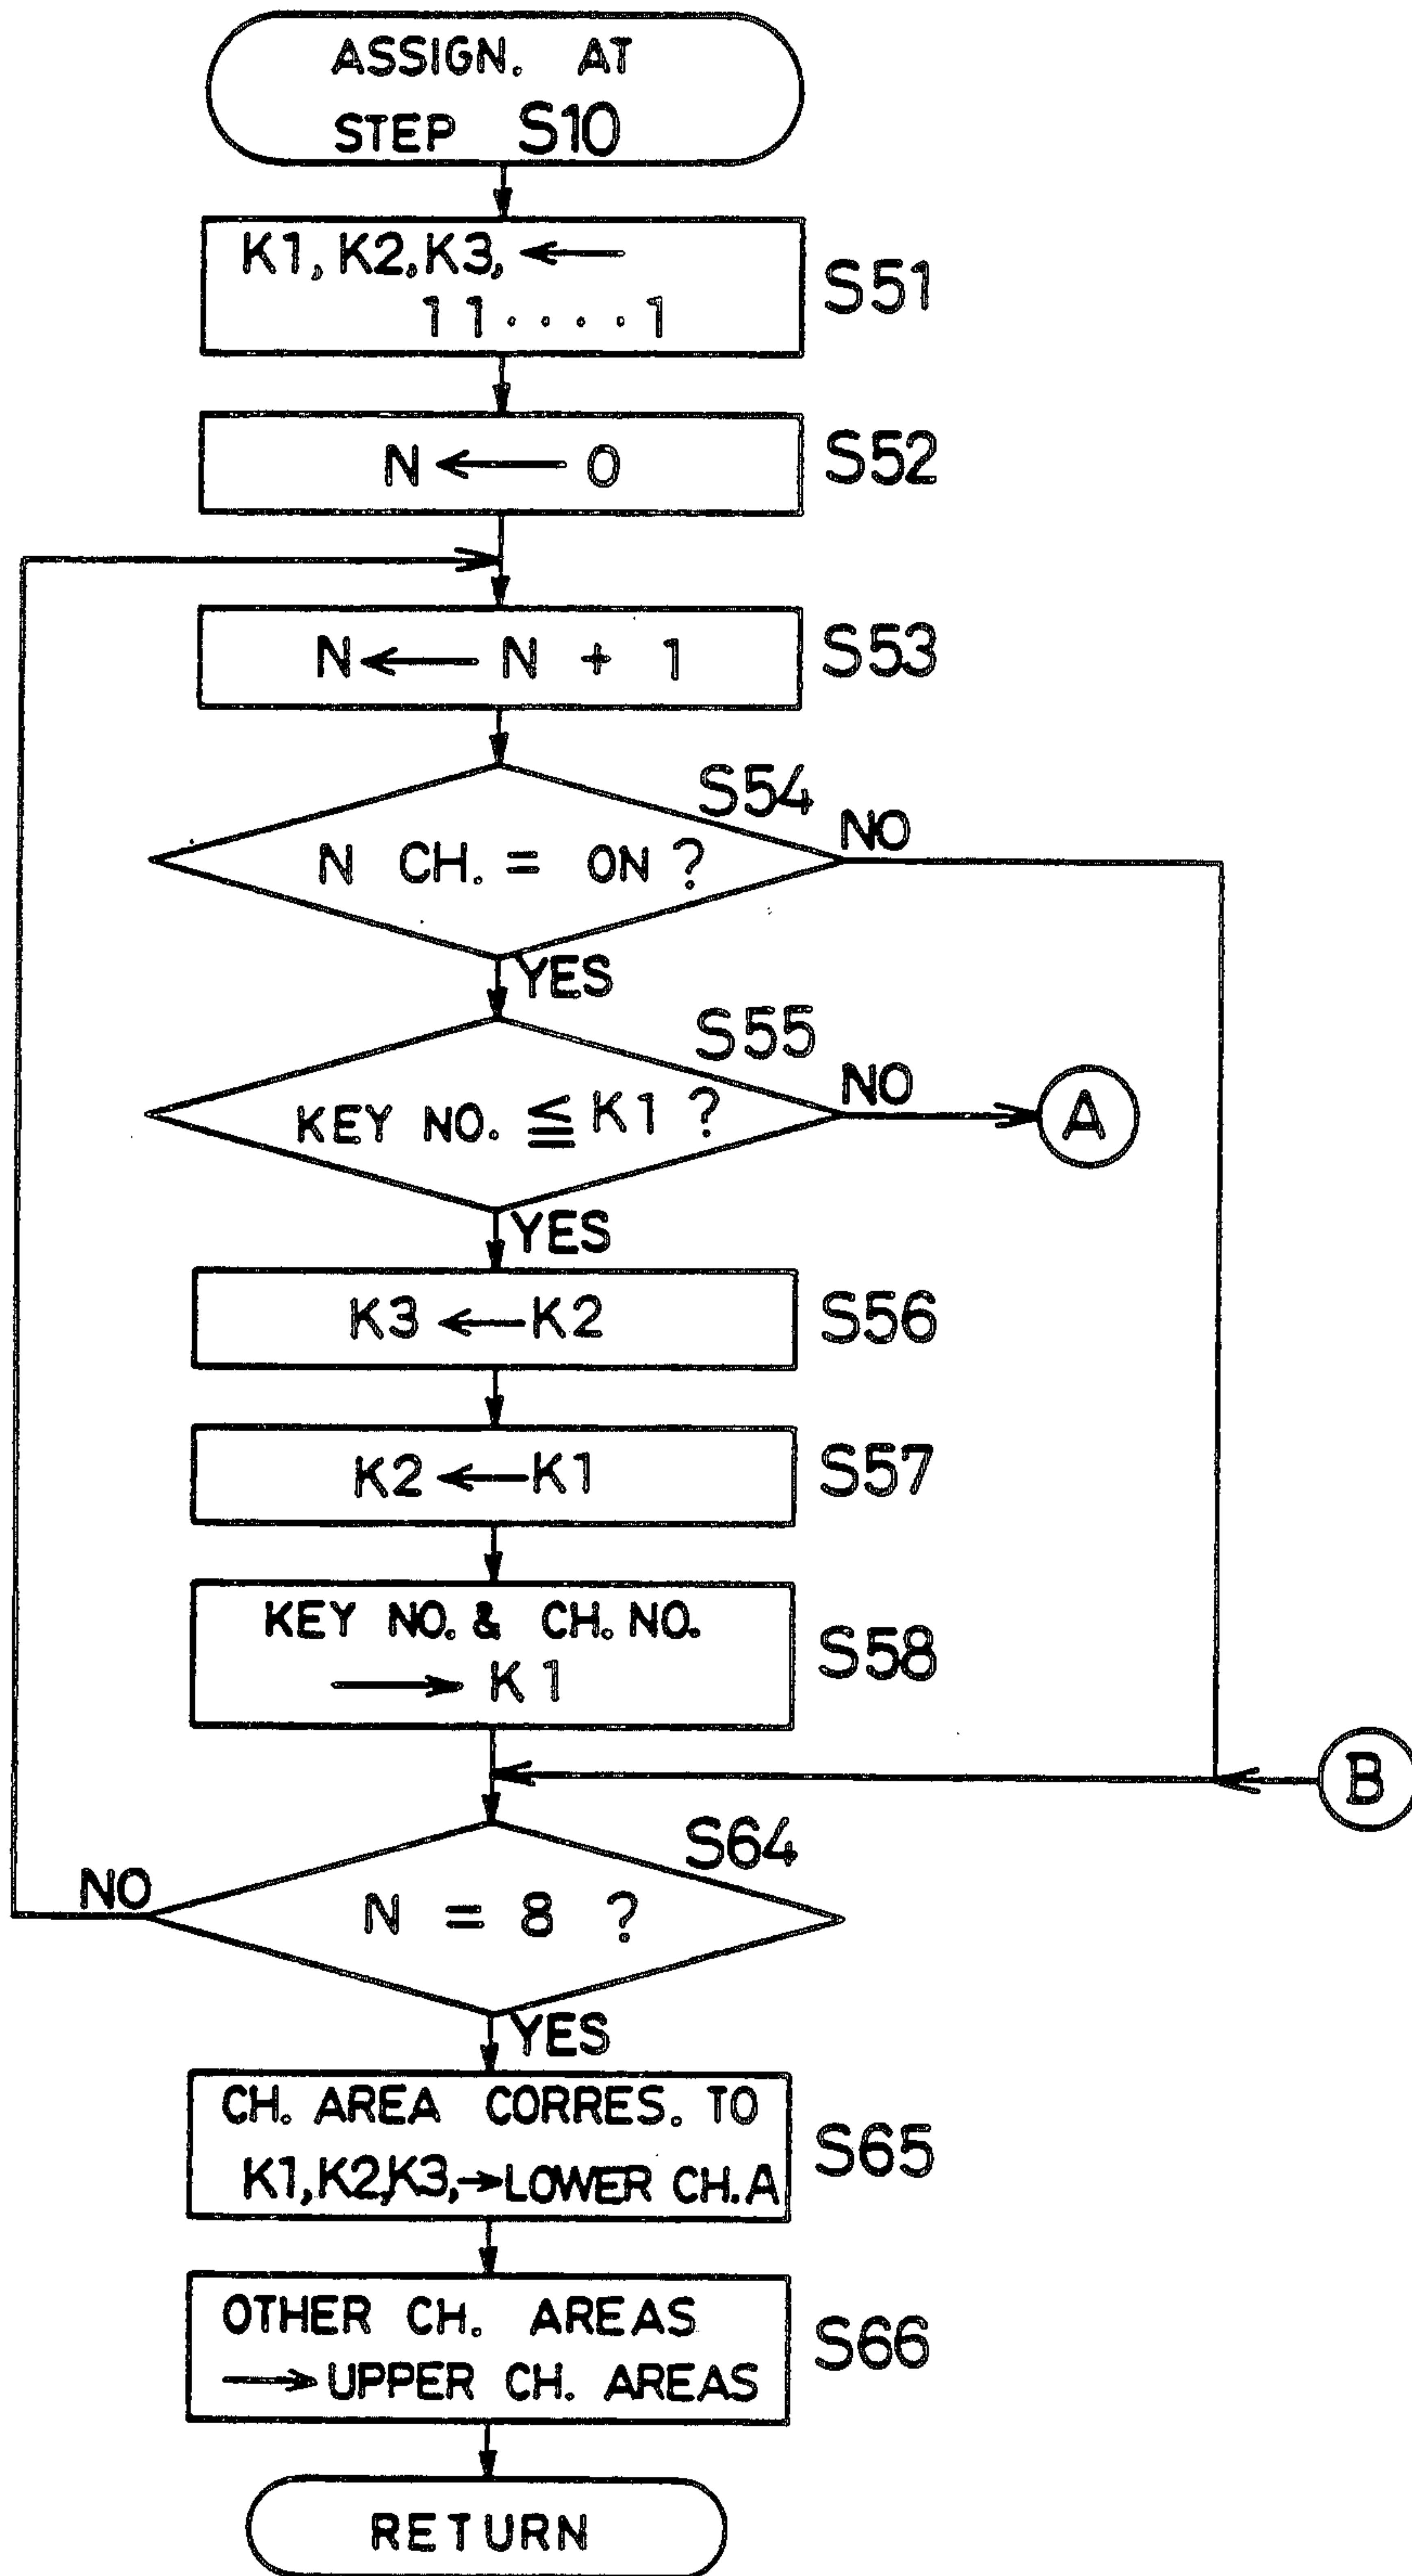 ASSIGN. AT
STEP S10
K1, K2, K3, ←
11 · · · · 1
S51
N ← 0
S52
N ← N + 1
S53
S54
N CH. = ON ?
NO
YES
S55
KEY NO. ≦ K1 ?
NO
A
YES
K3 ← K2
S56
K2 ← K1
S57
KEY NO. & CH. NO.
→ K1
S58
B
S64
N = 8 ?
NO
YES
CH. AREA CORRES. TO
K1, K2, K3, → LOWER CH. A
S65
OTHER CH. AREAS
→ UPPER CH. AREAS
S66
RETURN